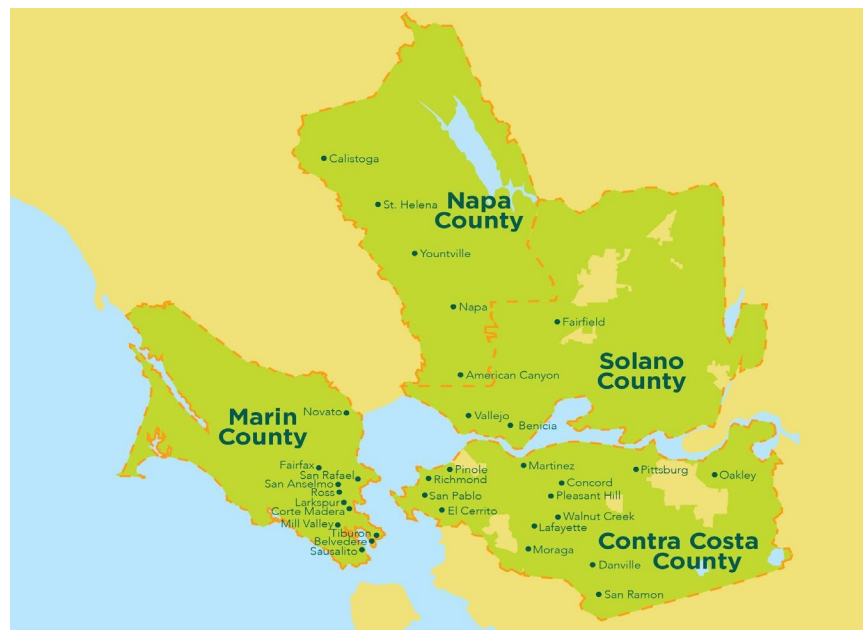 Calistoga
St. Helena
Napa
County
Yountville
Napa
Fairfield
American Canyon
Solano
County
Vallejo
Benicia
Marin
County
Novato
Fairfax
San Rafael
San Anselmo
Ross
Larkspur
Corte Madera
Mill Valley
Tiburon
Belvedere
Sausalito
Pinole
Richmond
San Pablo
El Cerrito
Martinez
Concord
Pleasant Hill
Pittsburg
Oakley
Walnut Creek
Lafayette
Contra Costa
County
Moraga
Danville
San Ramon